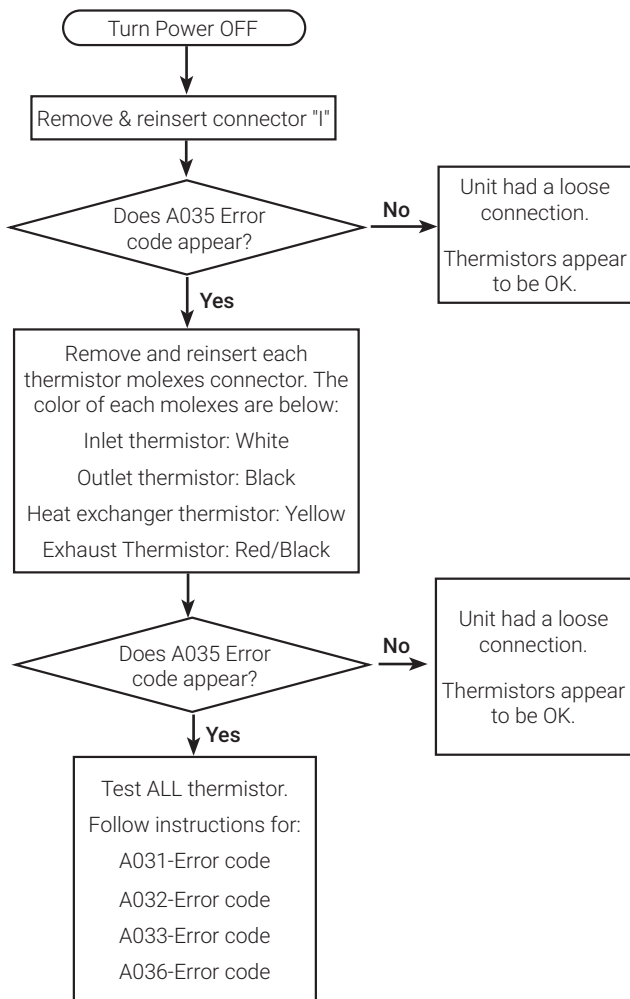 Turn Power OFF
Remove & reinsert connector "I"
Does A035 Error
code appear?
No
Unit had a loose
connection.
Thermistors appear
to be OK.
Yes
Remove and reinsert each
thermistor molexes connector. The
color of each molexes are below:
Inlet thermistor: White
Outlet thermistor: Black
Heat exchanger thermistor: Yellow
Exhaust Thermistor: Red/Black
Does A035 Error
code appear?
No
Unit had a loose
connection.
Thermistors appear
to be OK.
Yes
Test ALL thermistor.
Follow instructions for:
A031-Error code
A032-Error code
A033-Error code
A036-Error code